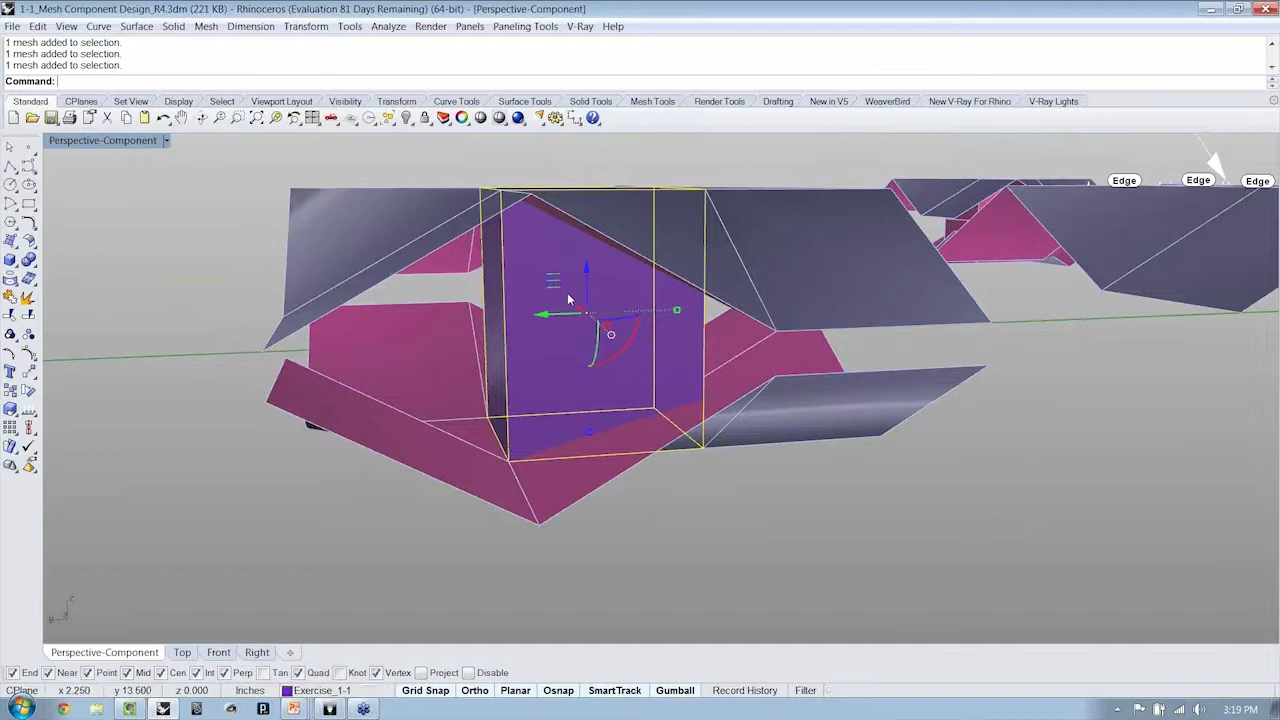 1-1_Mesh Component Design_R4.3dm (221 KB) - Rhinoceros (Evaluation 81 Days Remaining) (64-bit) - [Perspective-Component]
File Edit View Curve Surface Solid Mesh Dimension Transform Tools Analyze Render Panels Paneling Tools V-Ray Help
1 mesh added to selection.
1 mesh added to selection.
1 mesh added to selection.
Command:
Standard CPlanes Set View Display Select Viewport Layout Visibility Transform Curve Tools Surface Tools Solid Tools Mesh Tools Render Tools Drafting New in V5 WeaverBird New V-Ray For Rhino V-Ray Lights
Perspective-Component
Edge Edge Edge
z
Perspective-Component Top Front Right
End Near Point Mid Cen Int Perp Tan Quad Knot Vertex Project Disable
CPlane x 2.250 y 13.600 z 0.000 Inches Exercise_1-1 Grid Snap Ortho Planar Osnap SmartTrack Gumball Record History Filter
3:19 PM